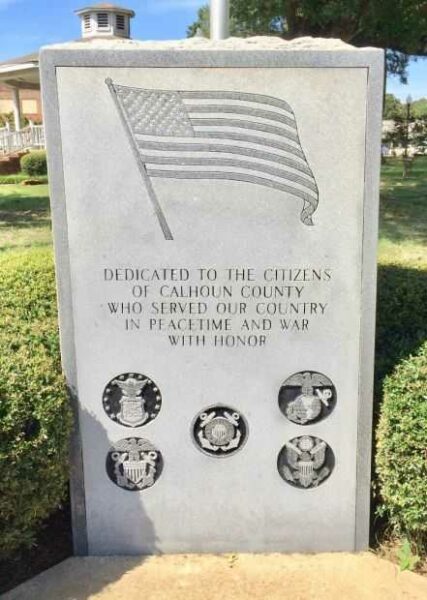 DEDICATED TO THE CITIZENS
OF CALHOUN COUNTY
WHO SERVED OUR COUNTRY
IN PEACETIME AND WAR
WITH HONOR